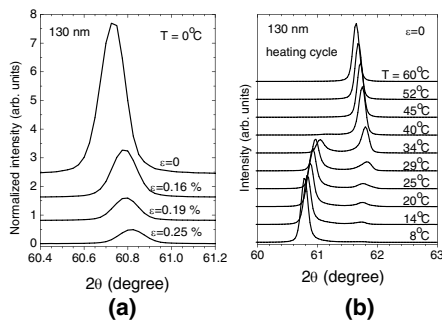 130 nm
T = 0°C
ε=0
ε=0.16 %
ε=0.19 %
ε=0.25 %
Normalized intensity (arb. units)
8
7
6
5
4
3
2
1
0
60.4 60.6 60.8 61.0 61.2
2θ (degree)
(a)
130 nm
ε=0
heating cycle
T = 60°C
52°C
45°C
40°C
34°C
29°C
25°C
20°C
14°C
8°C
Intensity (arb. units)
60 61 62 63
2θ (degree)
(b)